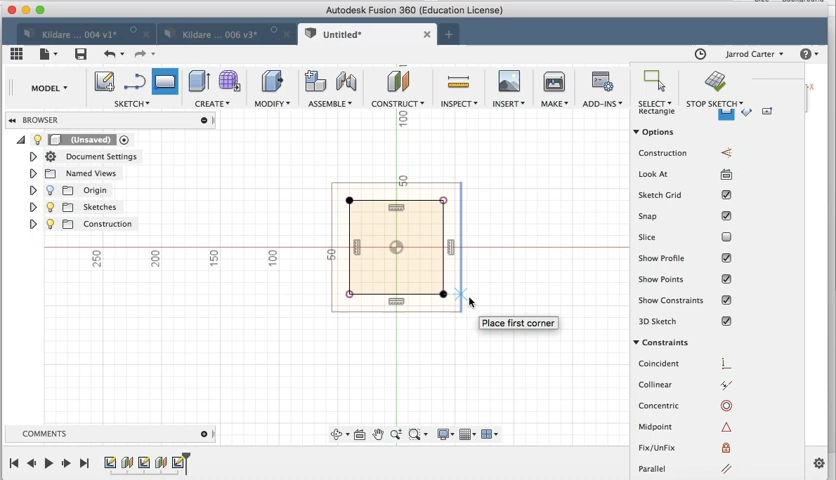 Autodesk Fusion 360 (Education License)
Kildare ... 004 v1*
Kildare ... 006 v3*
Untitled*
Jarrod Carter
MODEL
SKETCH
CREATE
MODIFY
ASSEMBLE
CONSTRUCT
INSPECT
INSERT
MAKE
ADD-INS
SELECT
STOP SKETCH
BROWSER
(Unsaved)
Document Settings
Named Views
Origin
Sketches
Construction
100
50
250
200
150
100
50
Place first corner
Rectangle
Options
Construction
Look At
Sketch Grid
Snap
Slice
Show Profile
Show Points
Show Constraints
3D Sketch
Constraints
Coincident
Collinear
Concentric
Midpoint
Fix/UnFix
Parallel
COMMENTS